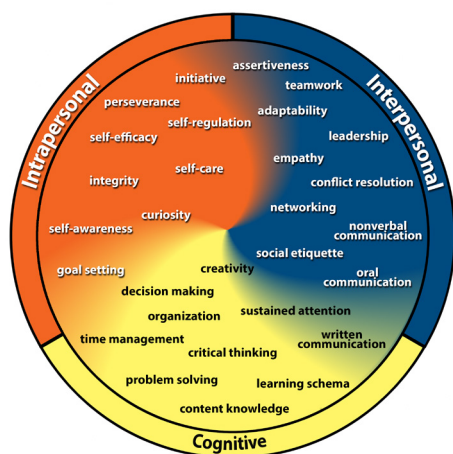 Intrapersonal
Interpersonal
Cognitive
assertiveness
initiative
teamwork
perseverance
adaptability
self-regulation
self-efficacy
leadership
empathy
self-care
integrity
conflict resolution
networking
curiosity
self-awareness
nonverbal
communication
social etiquette
goal setting
creativity
oral
communication
decision making
organization
sustained attention
time management
written
communication
critical thinking
problem solving
learning schema
content knowledge